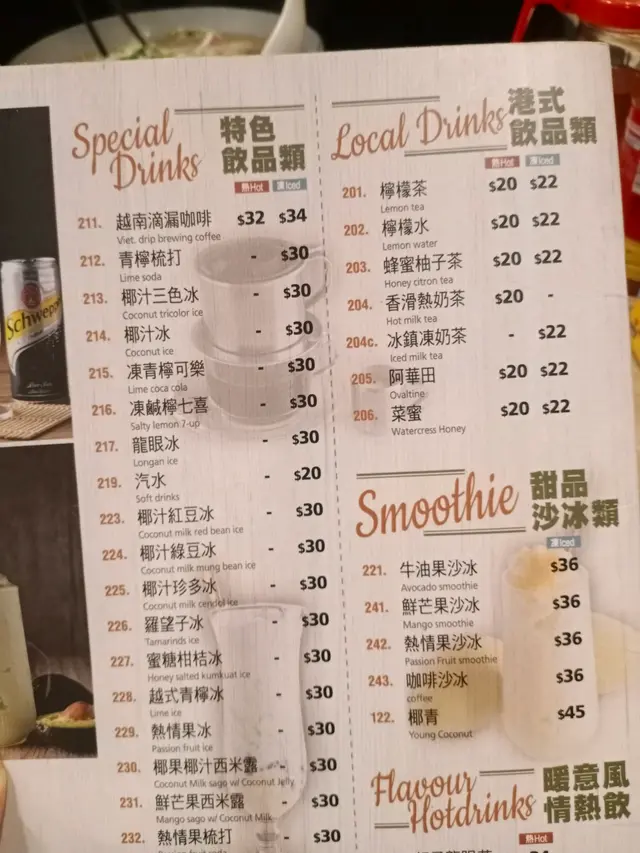 Schweppes
Special Drinks
特色
飲品類
熱Hot 凍Iced
211. 越南滴漏咖啡 $32 $34
Viet. drip brewing coffee
212. 青檸梳打 - $30
Lime soda
213. 椰汁三色冰 - $30
Coconut tricolor ice
214. 椰汁冰 - $30
Coconut ice
215. 凍青檸可樂 - $30
Lime coca cola
216. 凍鹹檸七喜 - $30
Salty lemon 7-up
217. 龍眼冰 - $30
Longan ice
219. 汽水 - $20
Soft drinks
223. 椰汁紅豆冰 - $30
Coconut milk red bean ice
224. 椰汁綠豆冰 - $30
Coconut milk mung bean ice
225. 椰汁珍多冰 - $30
Coconut milk cendol ice
226. 羅望子冰 - $30
Tamarinds ice
227. 蜜糖柑桔冰 - $30
Honey salted kumkuat ice
228. 越式青檸冰 - $30
Lime ice
229. 熱情果冰 - $30
Passion fruit ice
230. 椰果椰汁西米露 - $30
Coconut Milk sago w/ Coconut Jelly
231. 鮮芒果西米露 - $30
Mango sago w/ Coconut Milk
232. 熱情果梳打 - $30
Local Drinks
港式
飲品類
熱Hot 凍Iced
201. 檸檬茶 $20 $22
Lemon tea
202. 檸檬水 $20 $22
Lemon water
203. 蜂蜜柚子茶 $20 $22
Honey citron tea
204. 香滑熱奶茶 $20 -
Hot milk tea
204c. 冰鎮凍奶茶 - $22
Iced milk tea
205. 阿華田 $20 $22
Ovaltine
206. 菜蜜 $20 $22
Watercress Honey
Smoothie
甜品
沙冰類
凍Iced
221. 牛油果沙冰 $36
Avocado smoothie
241. 鮮芒果沙冰 $36
Mango smoothie
242. 熱情果沙冰 $36
Passion Fruit smoothie
243. 咖啡沙冰 $36
coffee
122. 椰青 $45
Young Coconut
Flavour
Hotdrinks
暖意風
情熱飲
熱Hot